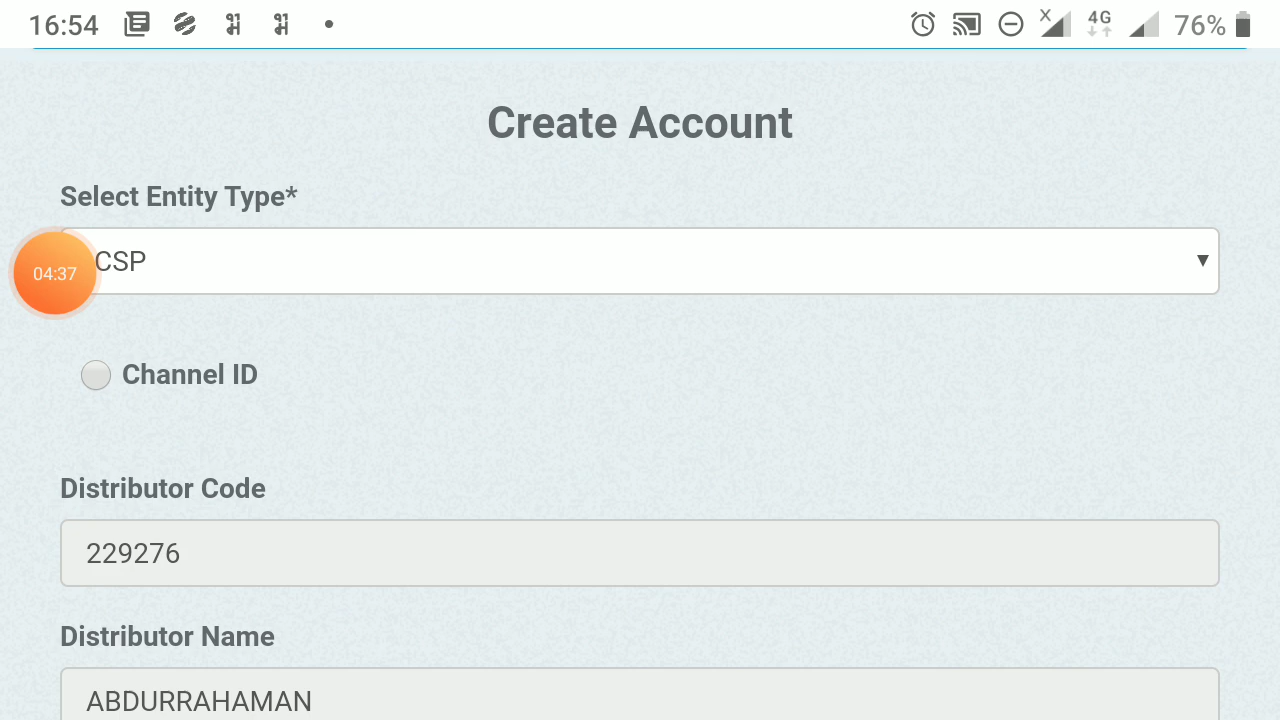 16:54
X 4G 76%
Create Account
Select Entity Type*
CSP
04:37
Channel ID
Distributor Code
229276
Distributor Name
ABDURRAHAMAN